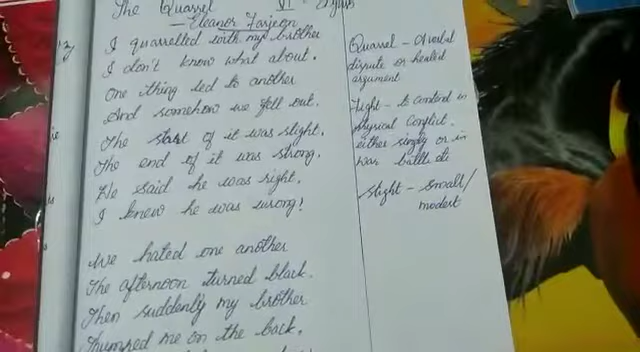 The Quarrel
— Eleanor Farjeon
I quarrelled with my brother
I don't know what about.
One thing led to another
And somehow we fell out.
The start of it was slight,
The end of it was strong.
He said he was right,
I knew he was wrong!
We hated one another
The afternoon turned black.
Then suddenly my brother
Thumped me on the back,
Quarrel – A verbal
dispute or heated
argument
Fight – to contend in
physical conflict.
either singly or in
war battle etc
slight – small/
modest